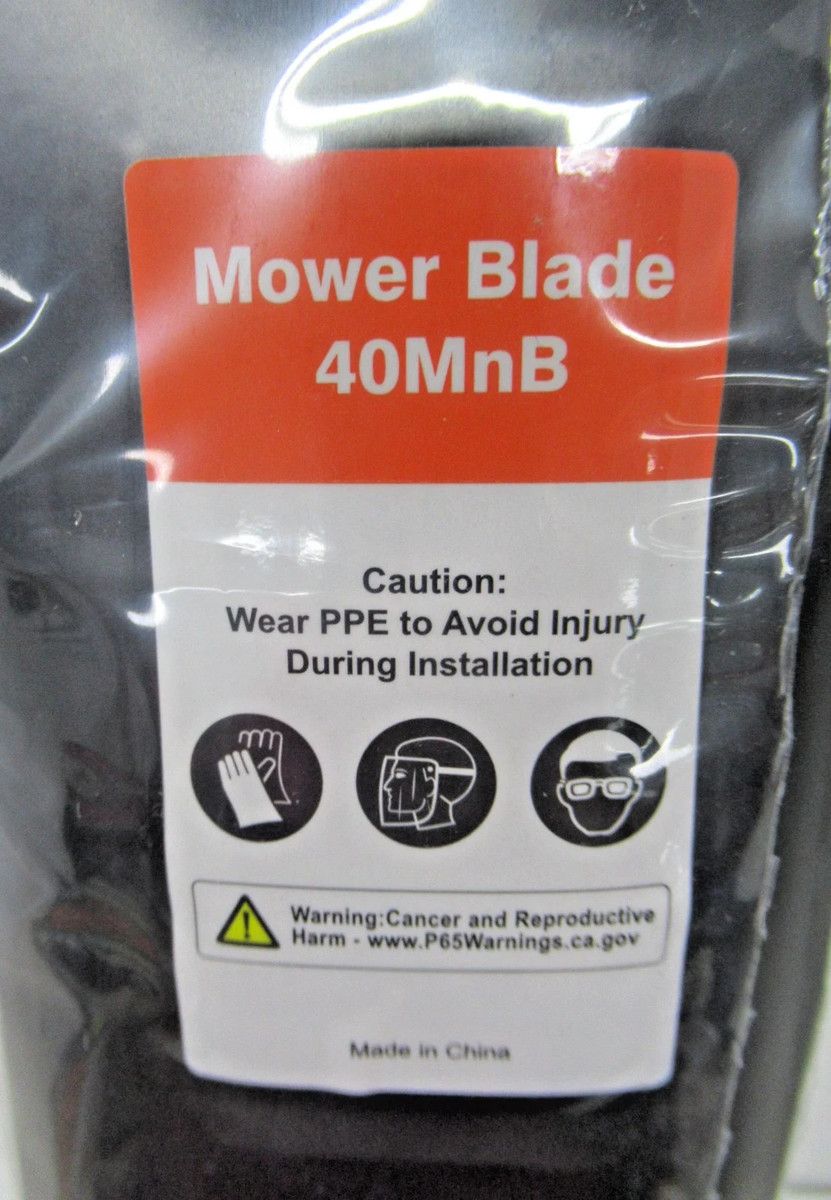 Mower Blade
40MnB
Caution:
Wear PPE to Avoid Injury
During Installation
Warning:Cancer and Reproductive
Harm - www.P65Warnings.ca.gov
Made in China